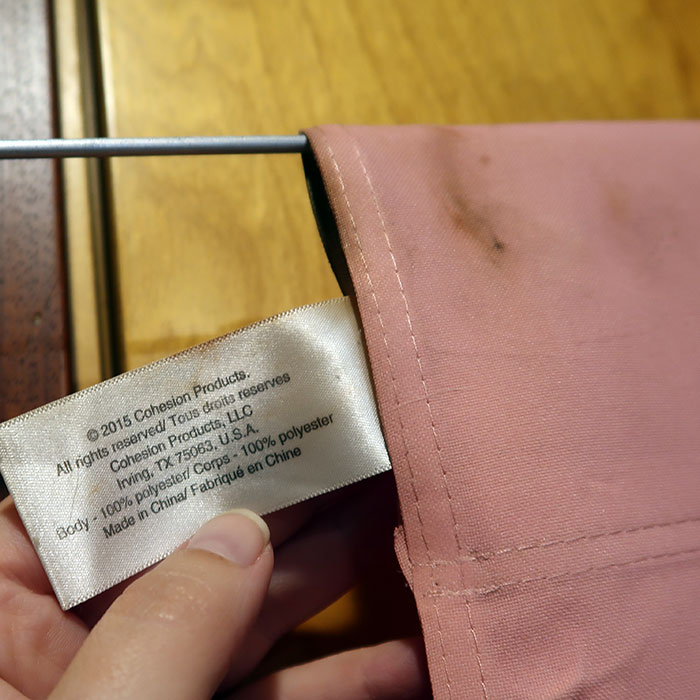 © 2015 Cohesion Products.
All rights reserved/ Tous droits réserves
Cohesion Products, LLC
Irving, TX 75063, U.S.A.
Body - 100% polyester/ Corps - 100% polyester
Made in China/ Fabriqué en Chine